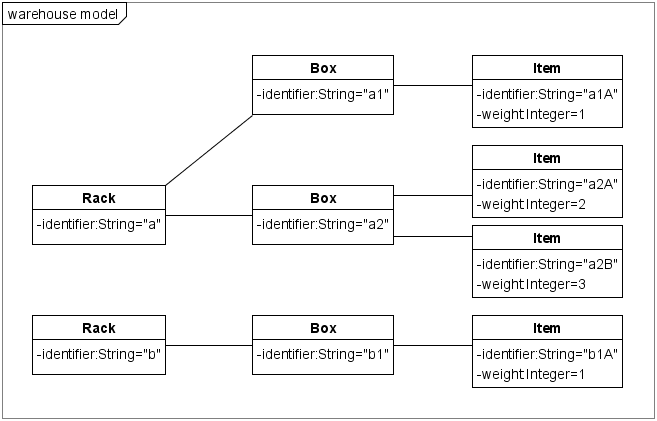 warehouse model
Box
-identifier:String="a1"
Item
-identifier:String="a1A"
-weight:Integer=1
Rack
-identifier:String="a"
Box
-identifier:String="a2"
Item
-identifier:String="a2A"
-weight:Integer=2
Item
-identifier:String="a2B"
-weight:Integer=3
Rack
-identifier:String="b"
Box
-identifier:String="b1"
Item
-identifier:String="b1A"
-weight:Integer=1